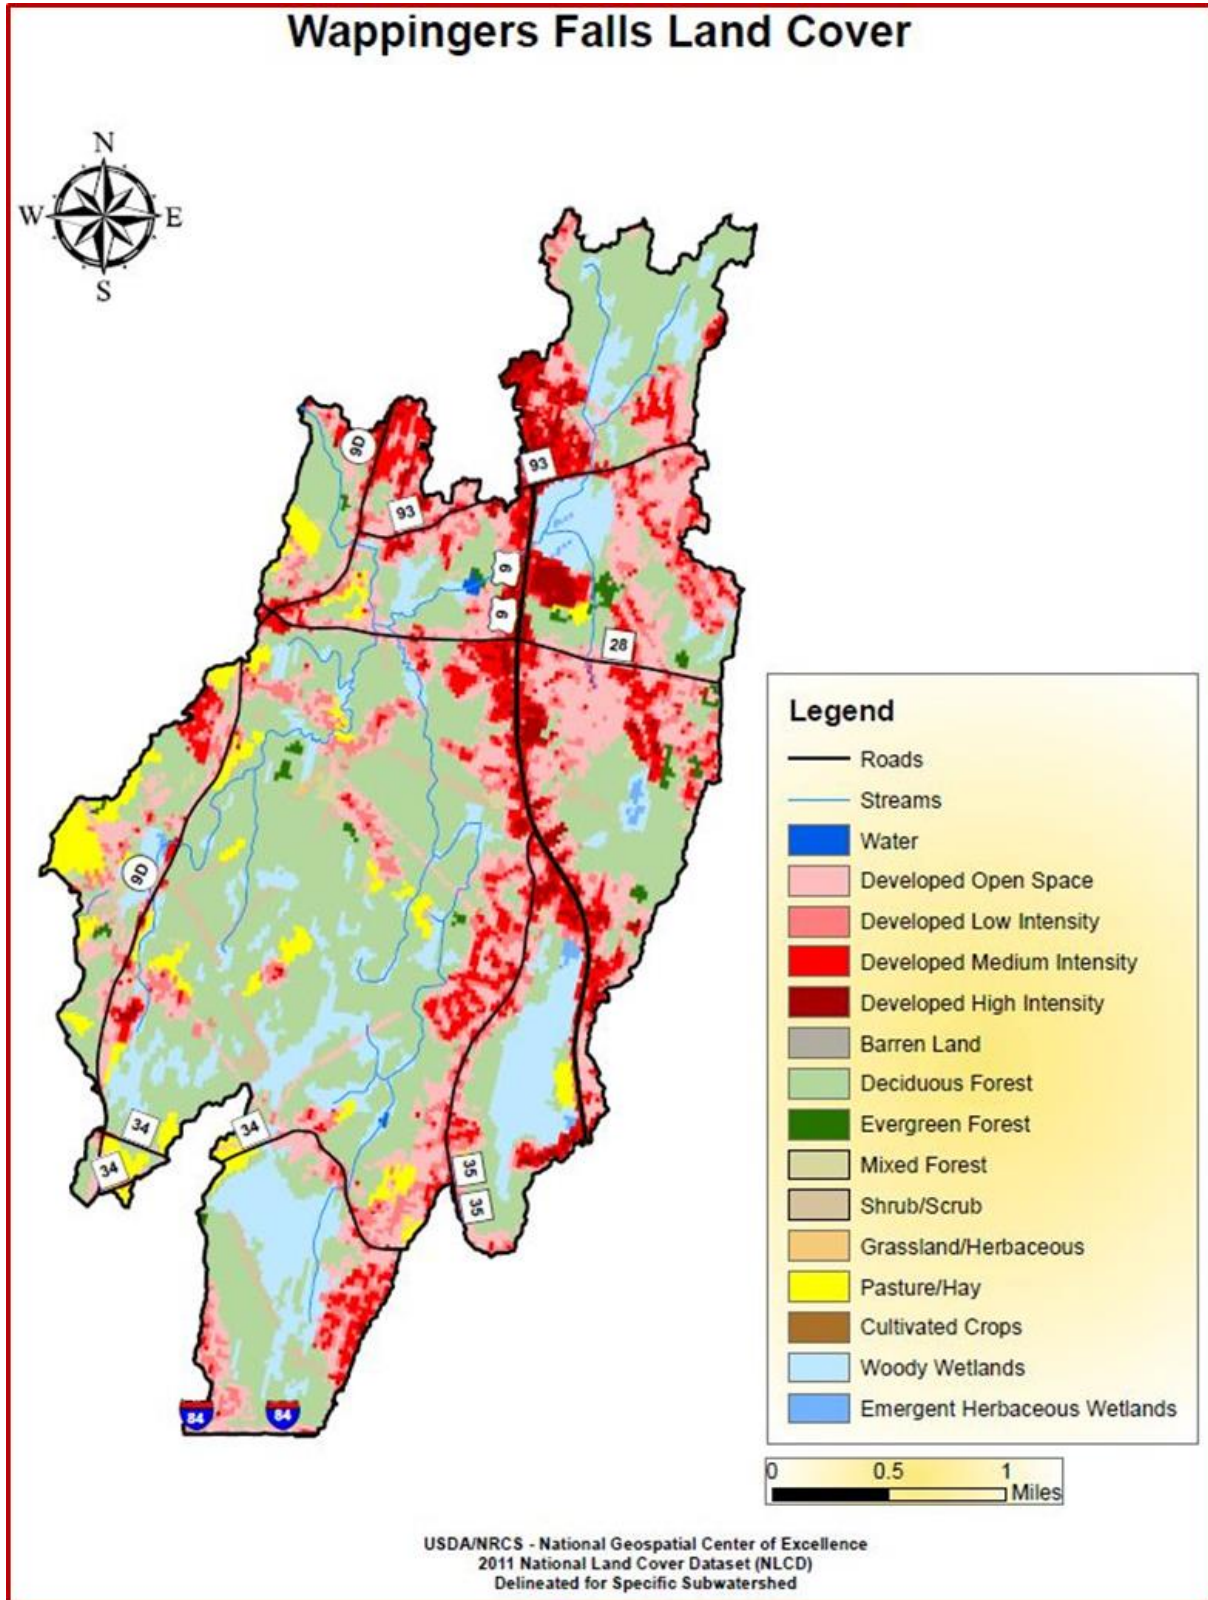 Wappingers Falls Land Cover
N
W
E
S
9D
93
93
9
9
28
9D
34
34
34
35
35
84
84
Legend
Roads
Streams
Water
Developed Open Space
Developed Low Intensity
Developed Medium Intensity
Developed High Intensity
Barren Land
Deciduous Forest
Evergreen Forest
Mixed Forest
Shrub/Scrub
Grassland/Herbaceous
Pasture/Hay
Cultivated Crops
Woody Wetlands
Emergent Herbaceous Wetlands
0 0.5 1
Miles
USDA/NRCS - National Geospatial Center of Excellence
2011 National Land Cover Dataset (NLCD)
Delineated for Specific Subwatershed